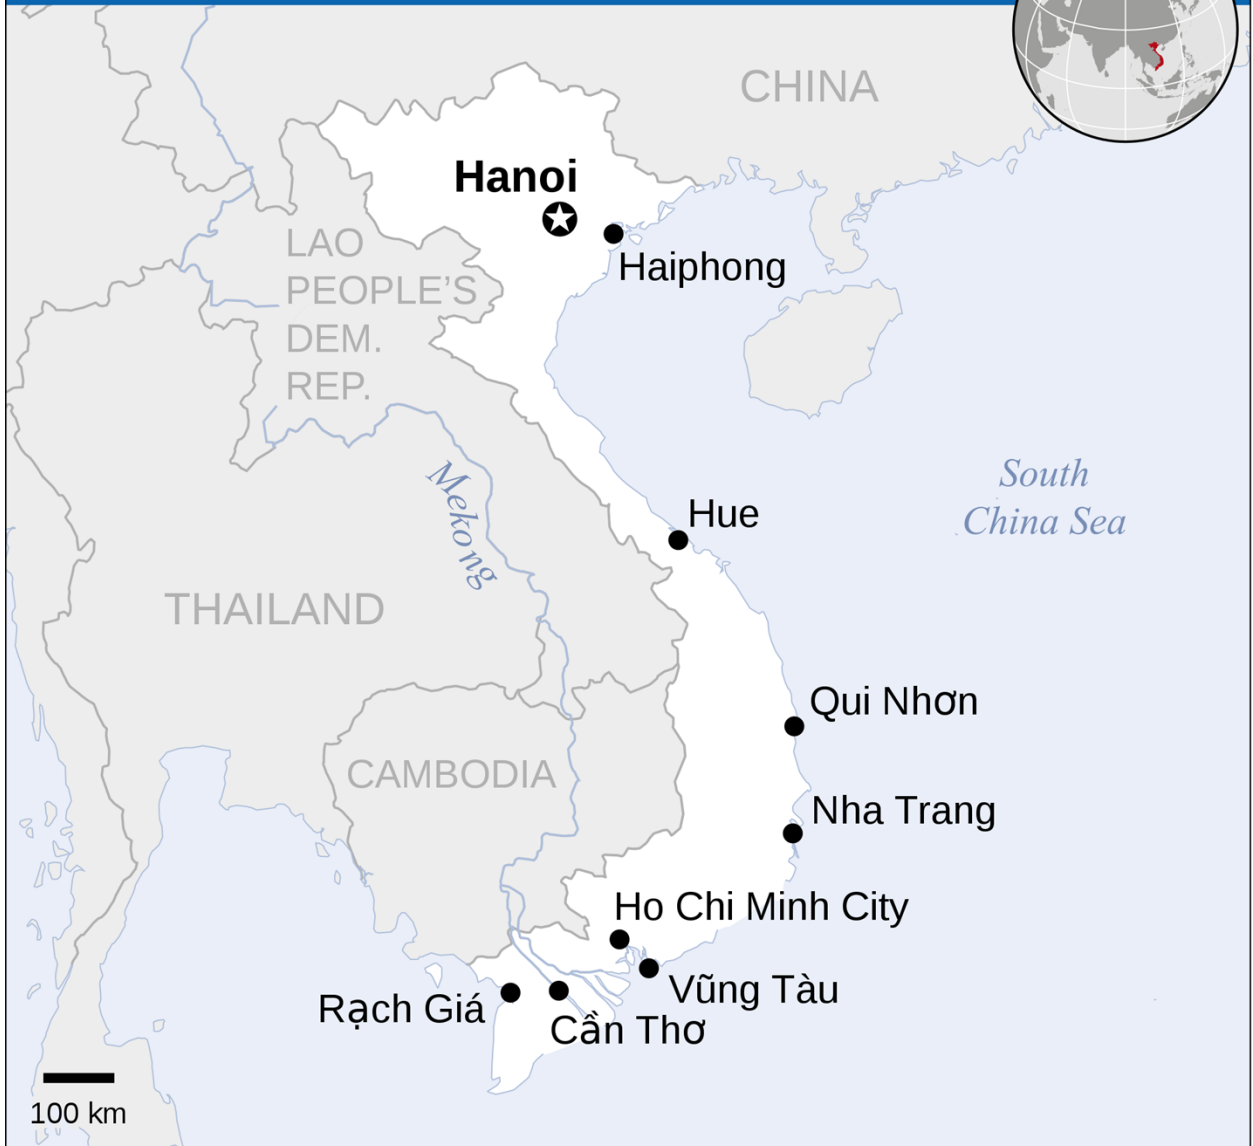 CHINA
Hanoi
LAO
PEOPLE’S
DEM.
REP.
Haiphong
Mekong
South
China Sea
Hue
THAILAND
Qui Nhơn
CAMBODIA
Nha Trang
Ho Chi Minh City
Vũng Tàu
Rạch Giá
Cần Thơ
100 km